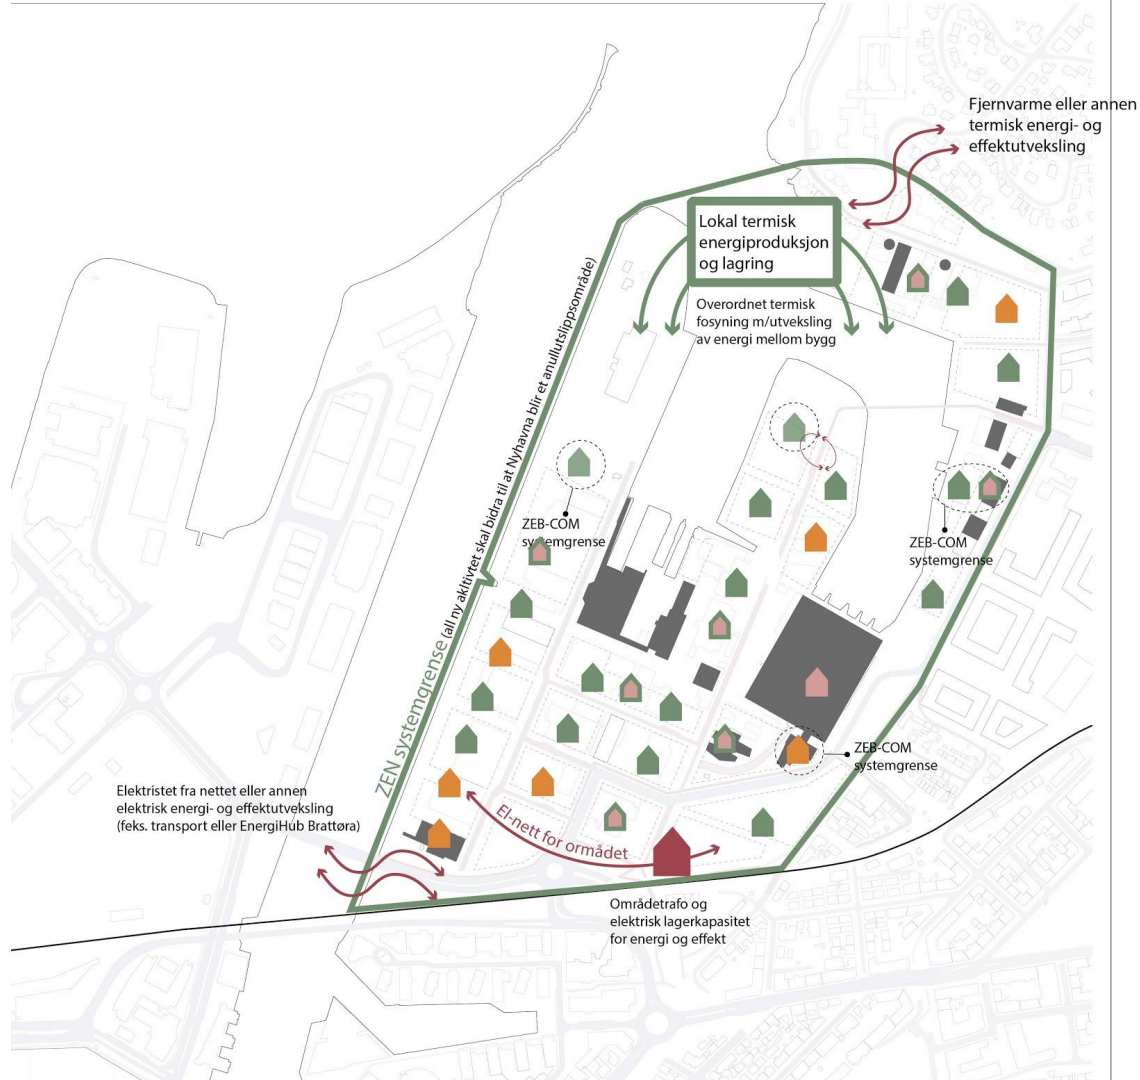 Fjernvarme eller annen
termisk energi- og
effektutveksling
Lokal termisk
energiproduksjon
og lagring
Overordnet termisk
fosyning m/utveksling
av energi mellom bygg
ZEN systemgrense (all ny akltivtet skal bidra til at Nyhavna blir et anullutslippsområde)
ZEB-COM
systemgrense
ZEB-COM
systemgrense
ZEB-COM
systemgrense
Elektristet fra nettet eller annen
elektrisk energi- og effektutveksling
(feks. transport eller EnergiHub Brattøra)
El-nett for ormådet
Områdetrafo og
elektrisk lagerkapasitet
for energi og effekt